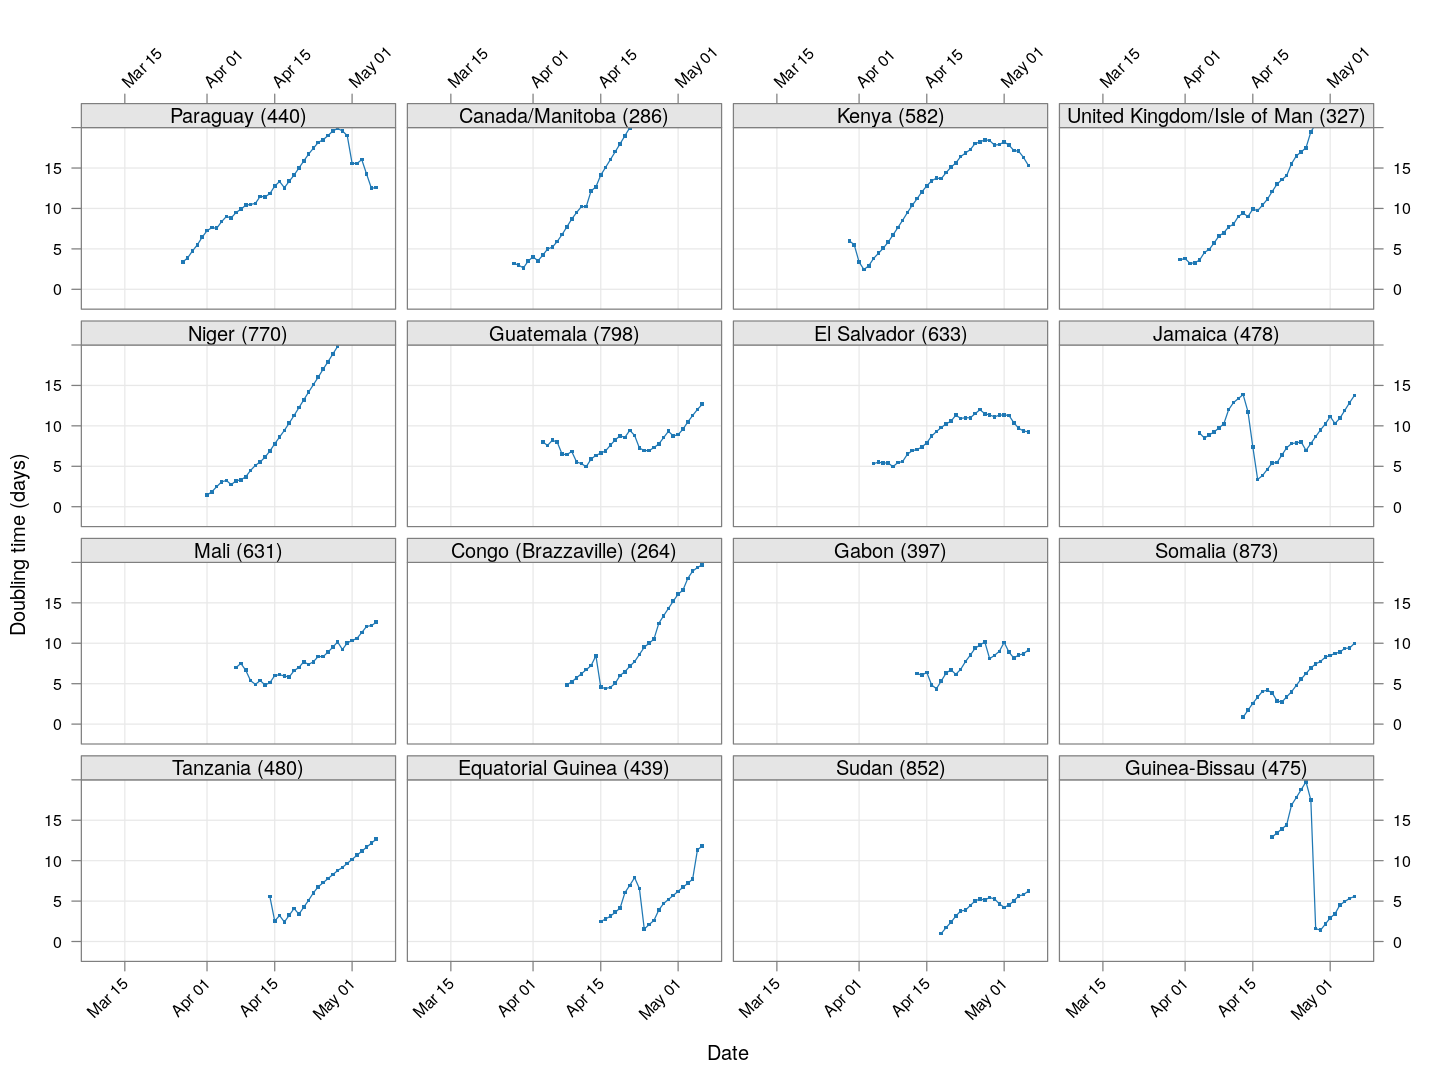 Mar 15 Apr 01 Apr 15 May 01 Mar 15 Apr 01 Apr 15 May 01 Mar 15 Apr 01 Apr 15 May 01 Mar 15 Apr 01 Apr 15 May 01
Paraguay (440) Canada/Manitoba (286) Kenya (582) United Kingdom/Isle of Man (327)
15 15
10 10
5 5
0 0
Niger (770) Guatemala (798) El Salvador (633) Jamaica (478)
15 15
10 10
5 5
0 0
Doubling time (days)
Mali (631) Congo (Brazzaville) (264) Gabon (397) Somalia (873)
15 15
10 10
5 5
0 0
Tanzania (480) Equatorial Guinea (439) Sudan (852) Guinea-Bissau (475)
15 15
10 10
5 5
0 0
Mar 15 Apr 01 Apr 15 May 01 Mar 15 Apr 01 Apr 15 May 01 Mar 15 Apr 01 Apr 15 May 01 Mar 15 Apr 01 Apr 15 May 01
Date